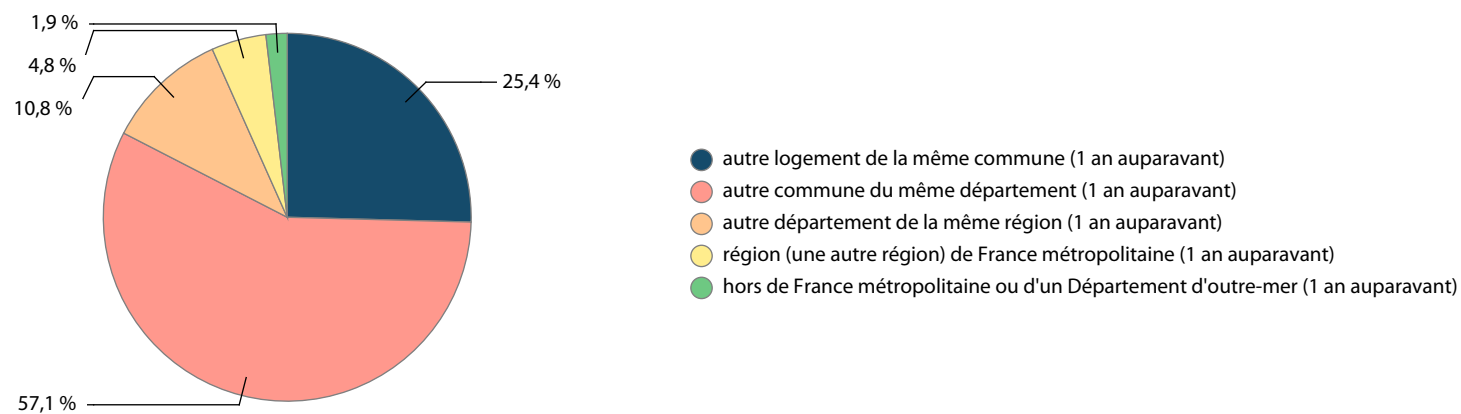 1,9 %
4,8 %
10,8 %
25,4 %
57,1 %
autre logement de la même commune (1 an auparavant)
autre commune du même département (1 an auparavant)
autre département de la même région (1 an auparavant)
région (une autre région) de France métropolitaine (1 an auparavant)
hors de France métropolitaine ou d'un Département d'outre-mer (1 an auparavant)